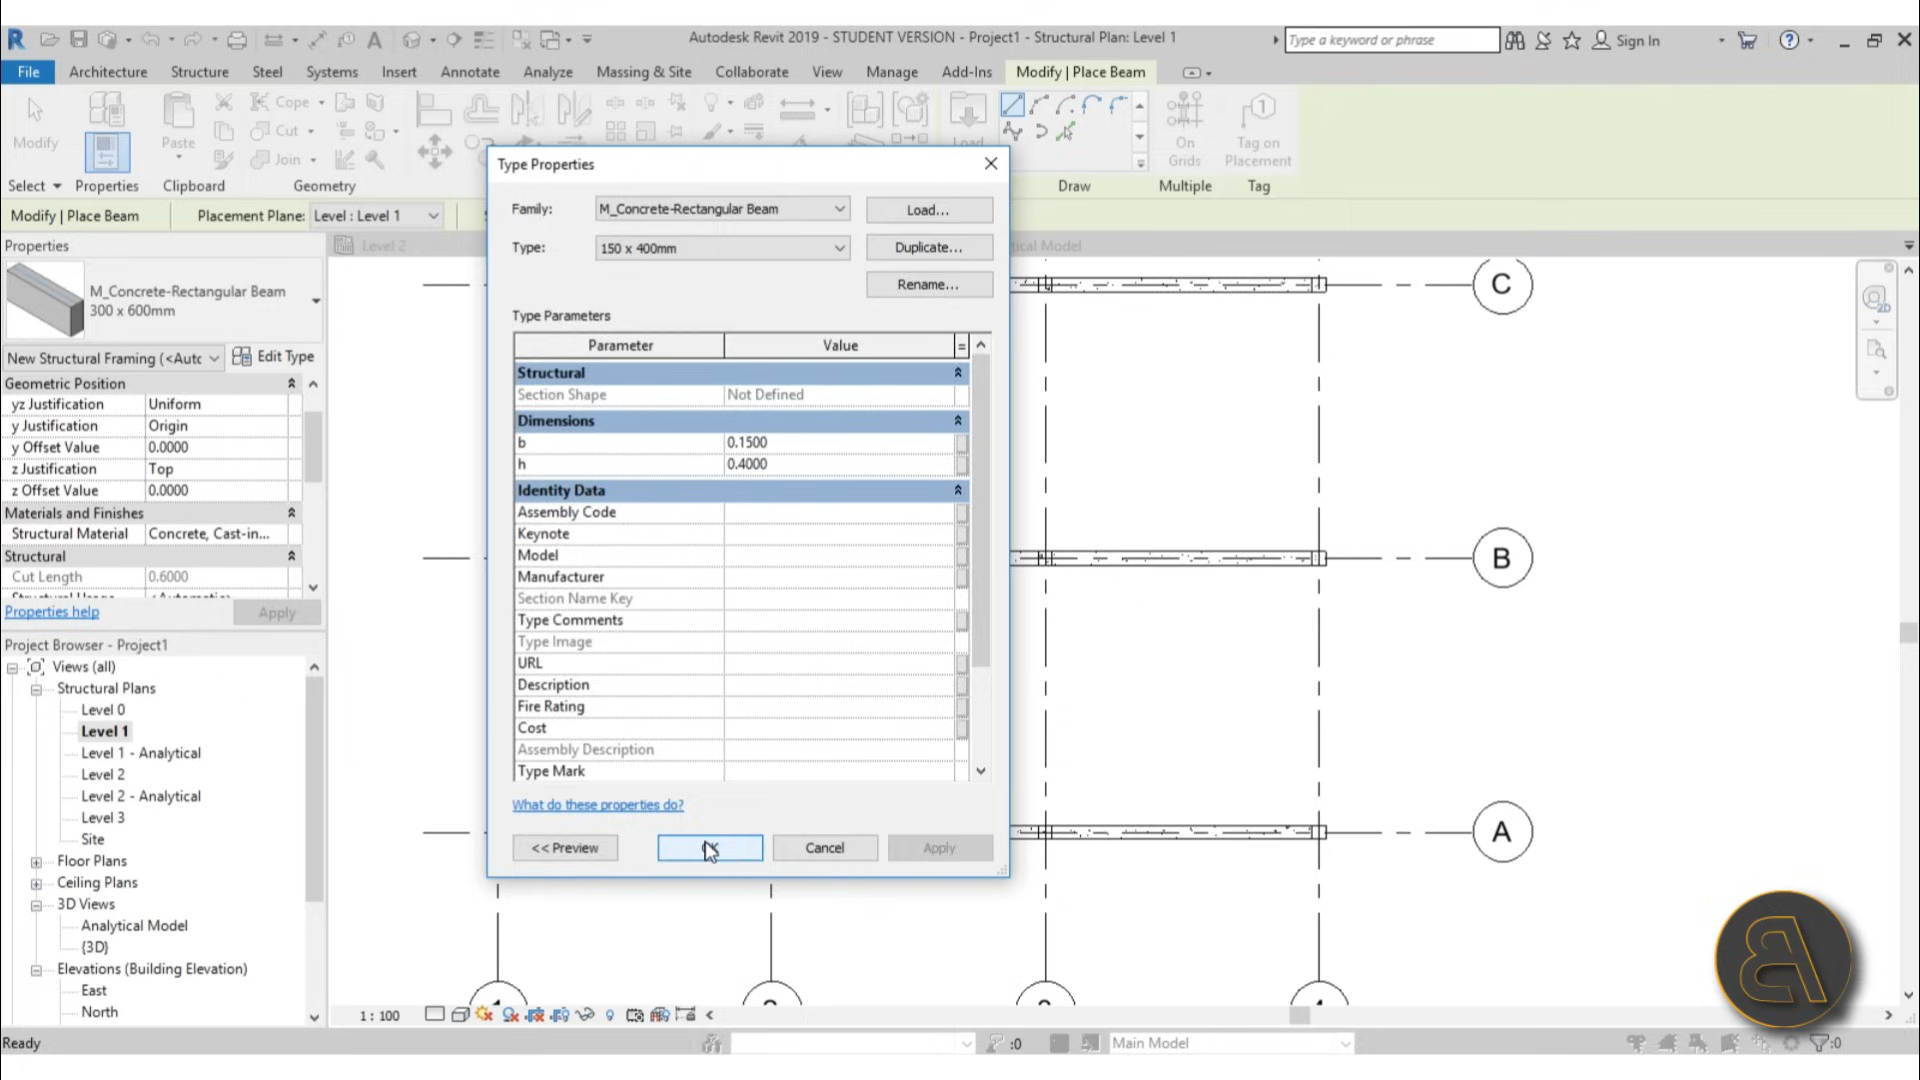 Autodesk Revit 2019 - STUDENT VERSION - Project1 - Structural Plan: Level 1
Type a keyword or phrase
Sign In
File Architecture Structure Steel Systems Insert Annotate Analyze Massing & Site Collaborate View Manage Add-Ins Modify | Place Beam
Modify
Paste
Cope
Cut
Join
On Grids
Tag on Placement
Select Properties Clipboard Geometry Draw Multiple Tag
Modify | Place Beam Placement Plane: Level : Level 1
Properties
M_Concrete-Rectangular Beam
300 x 600mm
New Structural Framing (<Autc Edit Type
Geometric Position
yz Justification Uniform
y Justification Origin
y Offset Value 0.0000
z Justification Top
z Offset Value 0.0000
Materials and Finishes
Structural Material Concrete, Cast-in...
Structural
Cut Length 0.6000
Properties help Apply
Project Browser - Project1
Views (all)
Structural Plans
Level 0
Level 1
Level 1 - Analytical
Level 2
Level 2 - Analytical
Level 3
Site
Floor Plans
Ceiling Plans
3D Views
Analytical Model
{3D}
Elevations (Building Elevation)
East
North
Level 2
tical Model
Type Properties
Family: M_Concrete-Rectangular Beam Load...
Type: 150 x 400mm Duplicate...
Rename...
Type Parameters
Parameter Value =
Structural
Section Shape Not Defined
Dimensions
b 0.1500
h 0.4000
Identity Data
Assembly Code
Keynote
Model
Manufacturer
Section Name Key
Type Comments
Type Image
URL
Description
Fire Rating
Cost
Assembly Description
Type Mark
What do these properties do?
<< Preview Cancel Apply
C
B
A
2D
1 : 100
Ready :0 Main Model :0